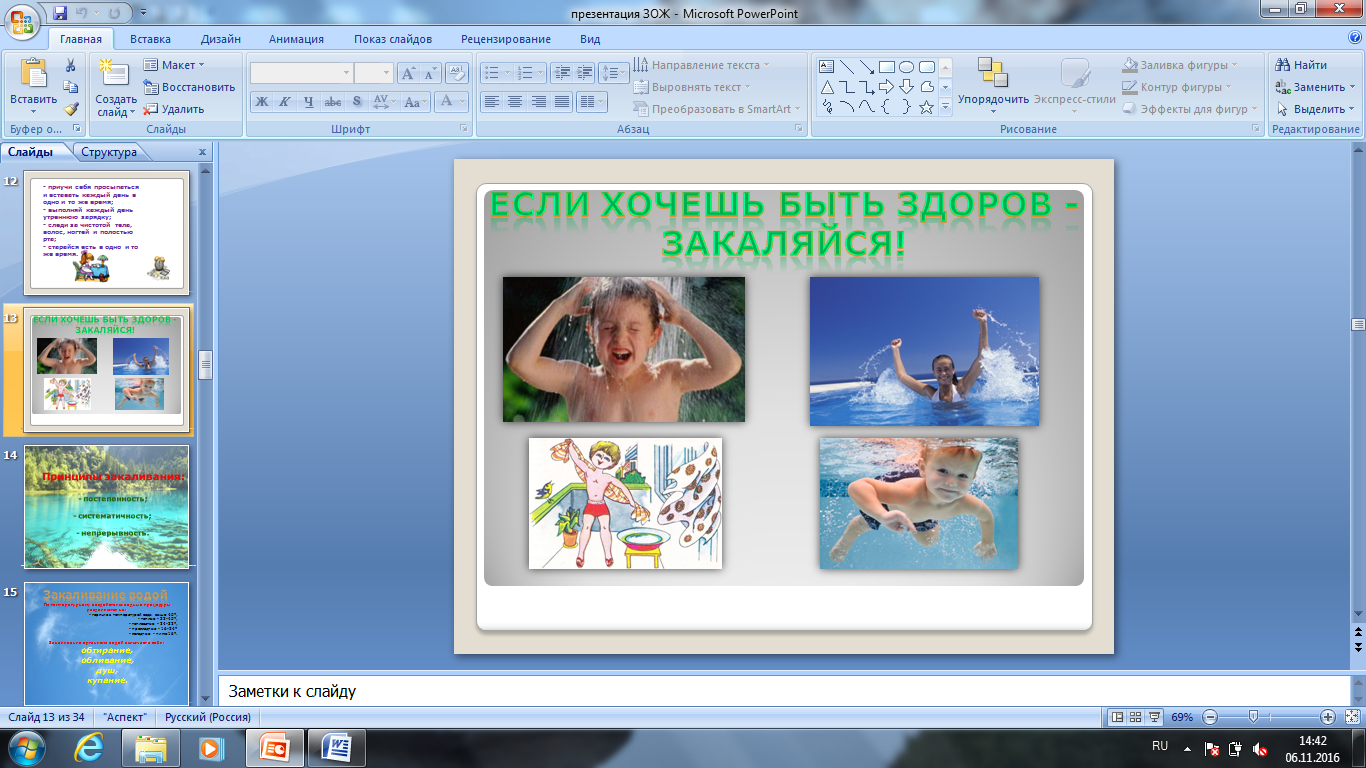 презентация ЗОЖ - Microsoft PowerPoint
Главная
Вставка
Дизайн
Анимация
Показ слайдов
Рецензирование
Вид
Вставить
Буфер о...
Создать слайд
Макет
Восстановить
Удалить
Слайды
Ж К Ч abc S AV Aa A
Шрифт
Направление текста
Выровнять текст
Преобразовать в SmartArt
Абзац
Упорядочить
Экспресс-стили
Заливка фигуры
Контур фигуры
Эффекты для фигур
Рисование
Найти
Заменить
Выделить
Редактирование
Слайды
Структура
12
- приучи себя просыпаться
и вставать каждый день в
одно и то же время;
- выполняй каждый день
утреннюю зарядку;
- следи за чистотой тела,
волос, ногтей и полостью
рта;
- старайся есть в одно и то
же время.
13
ЕСЛИ ХОЧЕШЬ БЫТЬ ЗДОРОВ -
ЗАКАЛЯЙСЯ!
14
Принципы закаливания:
- постепенность;
- систематичность;
- непрерывность.
15
Закаливание водой
обтирание,
обливание,
душ,
купание.
ЕСЛИ ХОЧЕШЬ БЫТЬ ЗДОРОВ -
ЗАКАЛЯЙСЯ!
Заметки к слайду
Слайд 13 из 34
"Аспект"
Русский (Россия)
69%
RU
14:42
06.11.2016